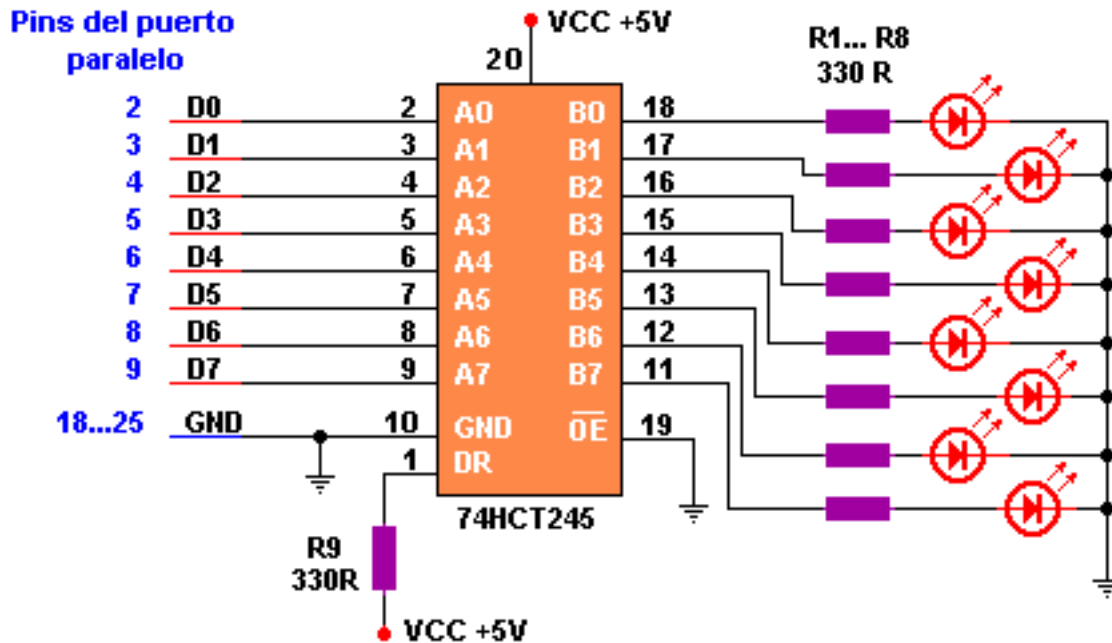 Pins del puerto
paralelo
VCC +5V
20
R1... R8
330 R
2 D0 2 A0 B0 18
3 D1 3 A1 B1 17
4 D2 4 A2 B2 16
5 D3 5 A3 B3 15
6 D4 6 A4 B4 14
7 D5 7 A5 B5 13
8 D6 8 A6 B6 12
9 D7 9 A7 B7 11
18...25 GND 10 GND OE 19
1 DR
74HCT245
R9
330R
VCC +5V